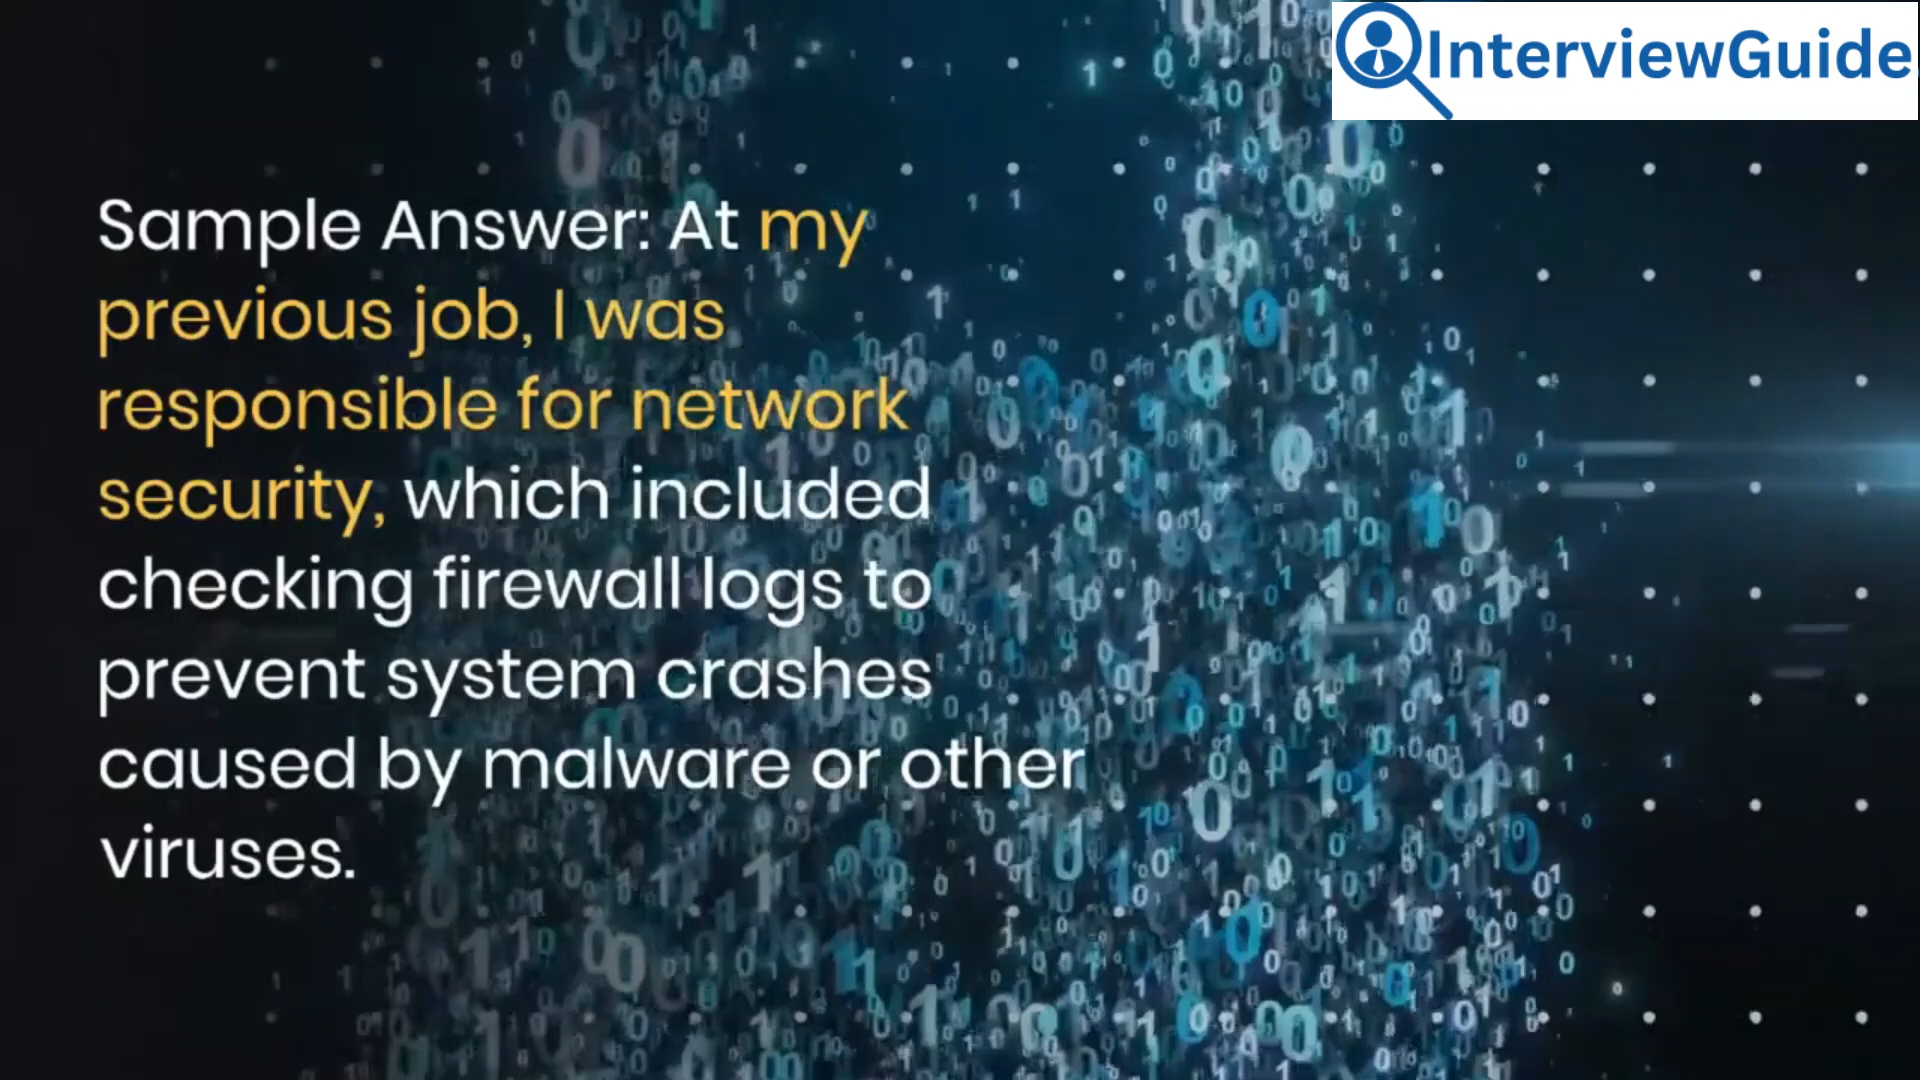 InterviewGuide
Sample Answer: At my
previous job, I was
responsible for network
security, which included
checking firewall logs to
prevent system crashes
caused by malware or other
viruses.